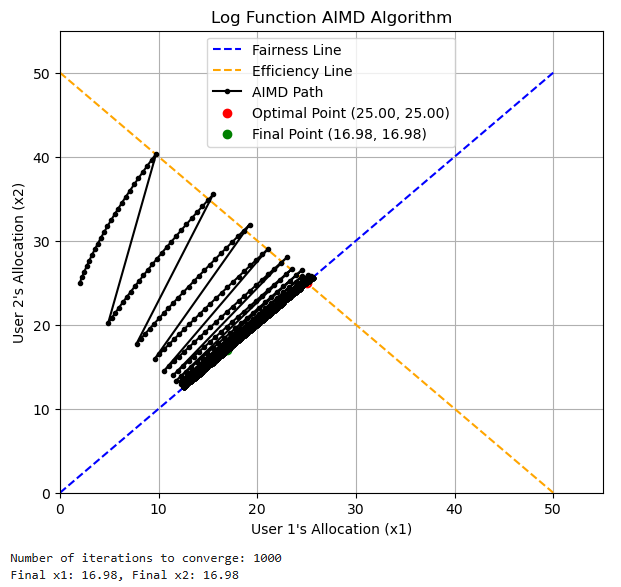 Log Function AIMD Algorithm
Fairness Line
Efficiency Line
AIMD Path
Optimal Point (25.00, 25.00)
Final Point (16.98, 16.98)
User 2's Allocation (x2)
50
40
30
20
10
0
0 10 20 30 40 50
User 1's Allocation (x1)
Number of iterations to converge: 1000
Final x1: 16.98, Final x2: 16.98